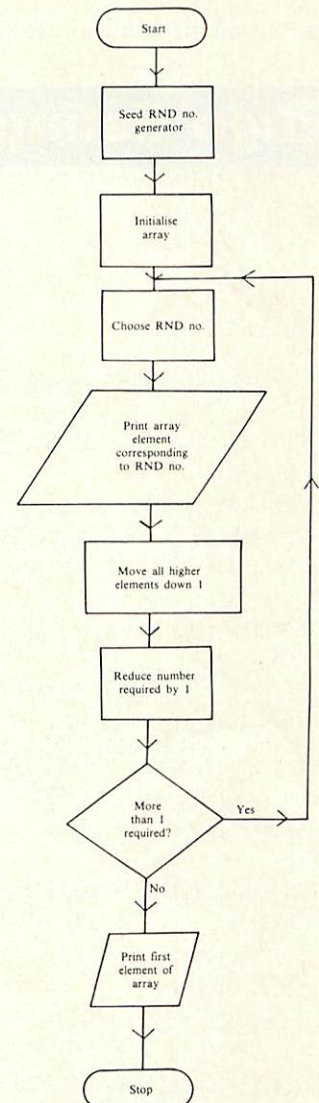 Start
Seed RND no.
generator
Initialise
array
Choose RND no.
Print array
element
corresponding
to RND no.
Move all higher
elements down 1
Reduce number
required by 1
More
than 1
required?
Yes
No
Print first
element of
array
Stop